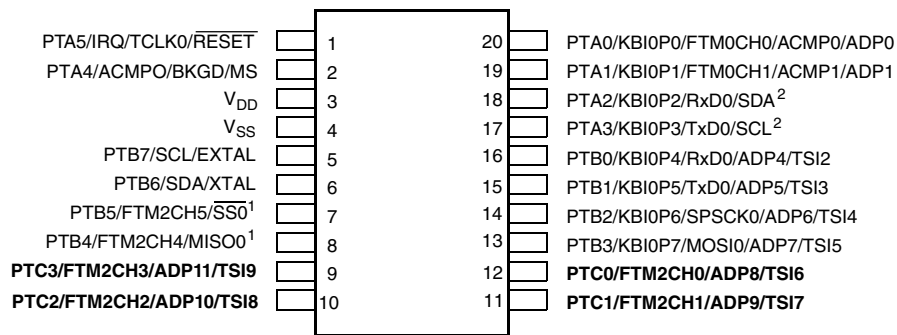 PTA5/IRQ/TCLK0/RESET 1 20 PTA0/KBI0P0/FTM0CH0/ACMP0/ADP0
PTA4/ACMPO/BKGD/MS 2 19 PTA1/KBI0P1/FTM0CH1/ACMP1/ADP1
VDD 3 18 PTA2/KBI0P2/RxD0/SDA2
VSS 4 17 PTA3/KBI0P3/TxD0/SCL2
PTB7/SCL/EXTAL 5 16 PTB0/KBI0P4/RxD0/ADP4/TSI2
PTB6/SDA/XTAL 6 15 PTB1/KBI0P5/TxD0/ADP5/TSI3
PTB5/FTM2CH5/SS01 7 14 PTB2/KBI0P6/SPSCK0/ADP6/TSI4
PTB4/FTM2CH4/MISO01 8 13 PTB3/KBI0P7/MOSI0/ADP7/TSI5
PTC3/FTM2CH3/ADP11/TSI9 9 12 PTC0/FTM2CH0/ADP8/TSI6
PTC2/FTM2CH2/ADP10/TSI8 10 11 PTC1/FTM2CH1/ADP9/TSI7